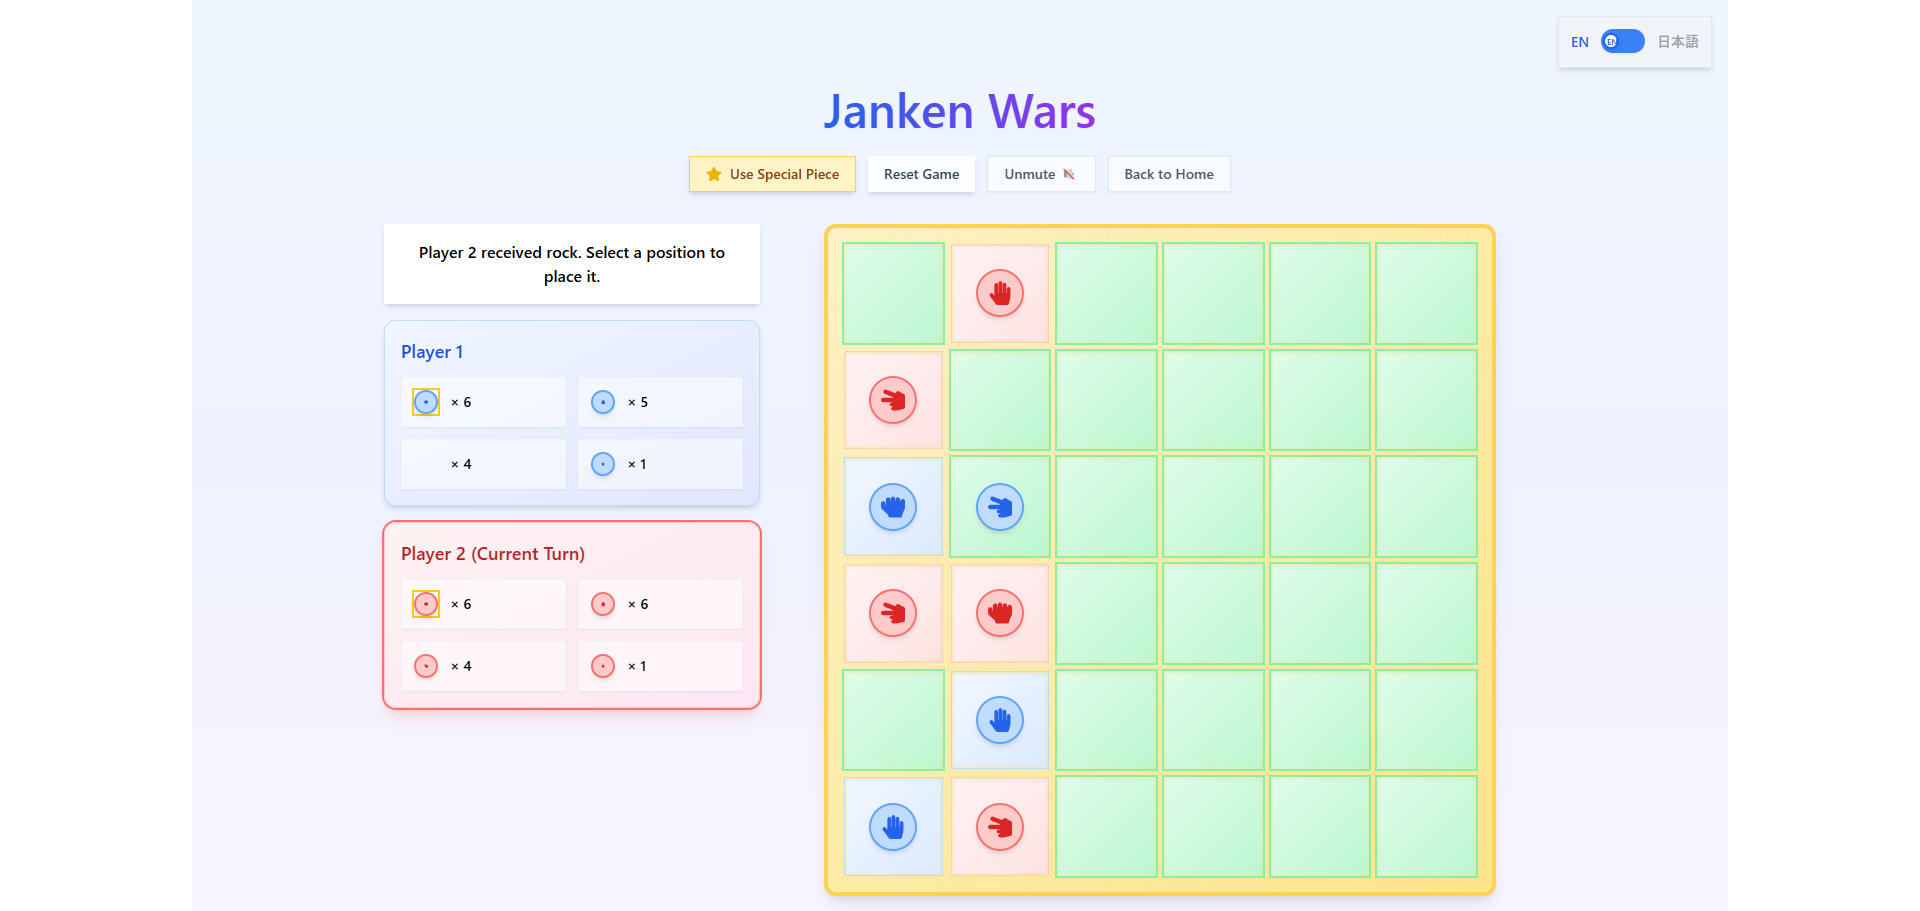 EN
EN
日本語
Janken Wars
Use Special Piece
Reset Game
Unmute
Back to Home
Player 2 received rock. Select a position to
place it.
Player 1
× 6
× 5
× 4
× 1
Player 2 (Current Turn)
× 6
× 6
× 4
× 1